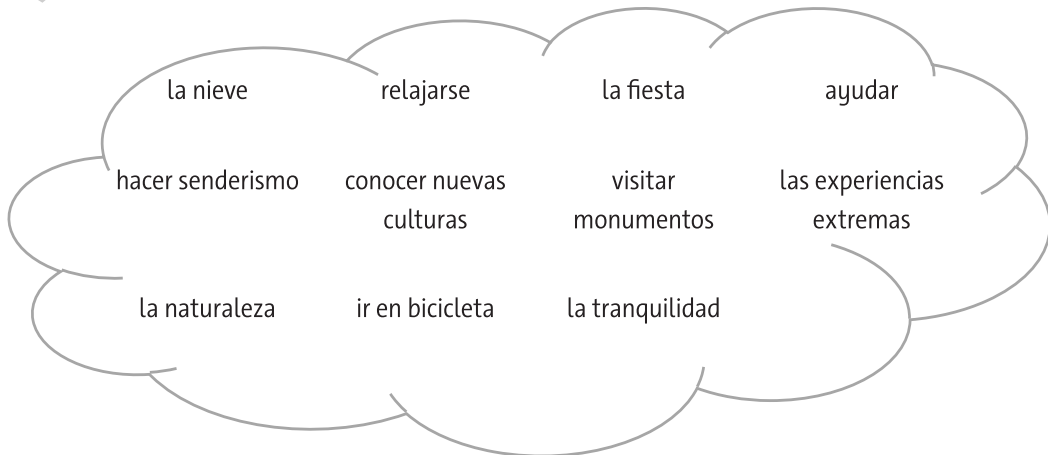 la nieve relajarse la fiesta ayudar
hacer senderismo conocer nuevas visitar las experiencias
culturas monumentos extremas
la naturaleza ir en bicicleta la tranquilidad